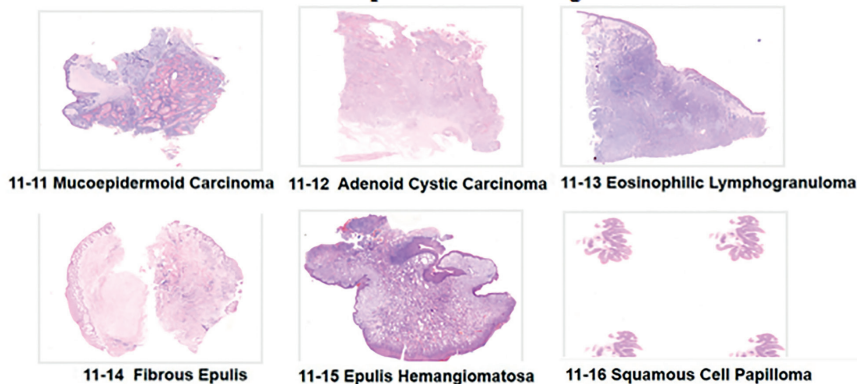 11-11 Mucoepidermoid Carcinoma
11-12 Adenoid Cystic Carcinoma
11-13 Eosinophilic Lymphogranuloma
11-14 Fibrous Epulis
11-15 Epulis Hemangiomatosa
11-16 Squamous Cell Papilloma